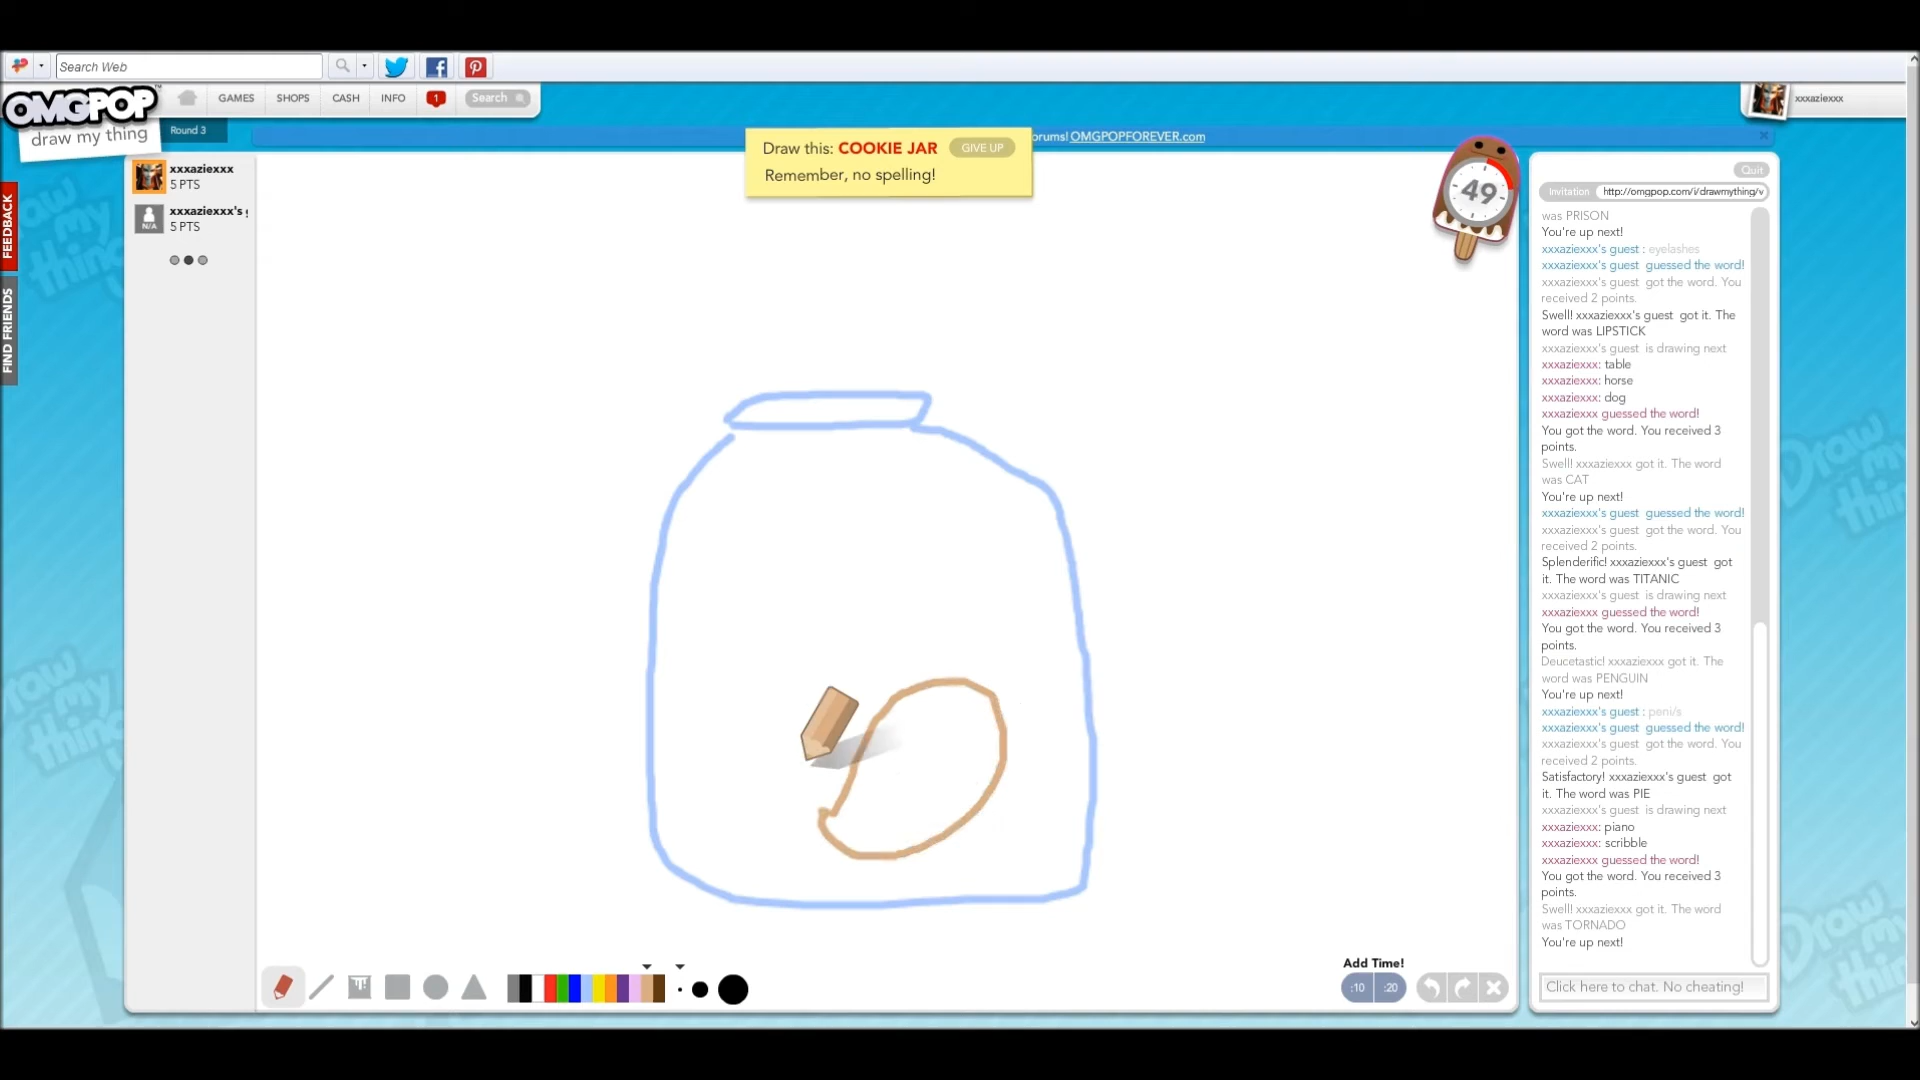 Search Web
OMGPOP
draw my thing
GAMES SHOPS CASH INFO 1 Search
xxxaziexxx
Round 3
orums! OMGPOPFOREVER.com
Draw this: COOKIE JAR GIVE UP
Remember, no spelling!
FEEDBACK
FIND FRIENDS
xxxaziexxx
5 PTS
N/A
xxxaziexxx's g
5 PTS
49
Quit
Invitation http://omgpop.com/i/drawmything/v
was PRISON
You're up next!
xxxaziexxx's guest : eyelashes
xxxaziexxx's guest guessed the word!
xxxaziexxx's guest got the word. You
received 2 points.
Swell! xxxaziexxx's guest got it. The
word was LIPSTICK
xxxaziexxx's guest is drawing next
xxxaziexxx: table
xxxaziexxx: horse
xxxaziexxx: dog
xxxaziexxx guessed the word!
You got the word. You received 3
points.
Swell! xxxaziexxx got it. The word
was CAT
You're up next!
xxxaziexxx's guest guessed the word!
xxxaziexxx's guest got the word. You
received 2 points.
Splenderific! xxxaziexxx's guest got
it. The word was TITANIC
xxxaziexxx's guest is drawing next
xxxaziexxx guessed the word!
You got the word. You received 3
points.
Deucetastic! xxxaziexxx got it. The
word was PENGUIN
You're up next!
xxxaziexxx's guest : peni/s
xxxaziexxx's guest guessed the word!
xxxaziexxx's guest got the word. You
received 2 points.
Satisfactory! xxxaziexxx's guest got
it. The word was PIE
xxxaziexxx's guest is drawing next
xxxaziexxx: piano
xxxaziexxx: scribble
xxxaziexxx guessed the word!
You got the word. You received 3
points.
Swell! xxxaziexxx got it. The word
was TORNADO
You're up next!
Add Time!
:10 :20
Click here to chat. No cheating!